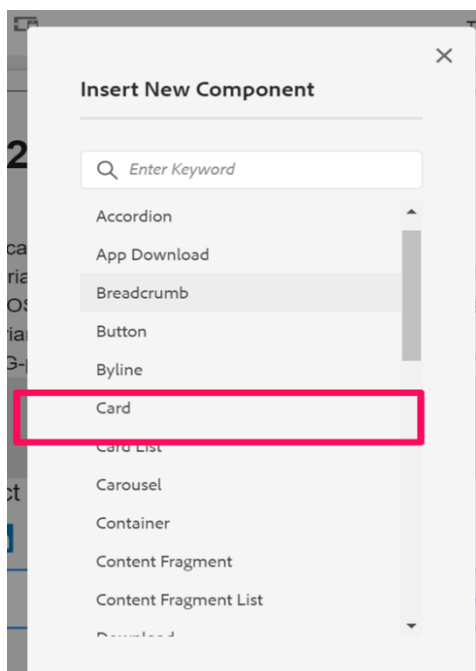 Insert New Component
Enter Keyword
Accordion
App Download
Breadcrumb
Button
Byline
Card
Card List
Carousel
Container
Content Fragment
Content Fragment List